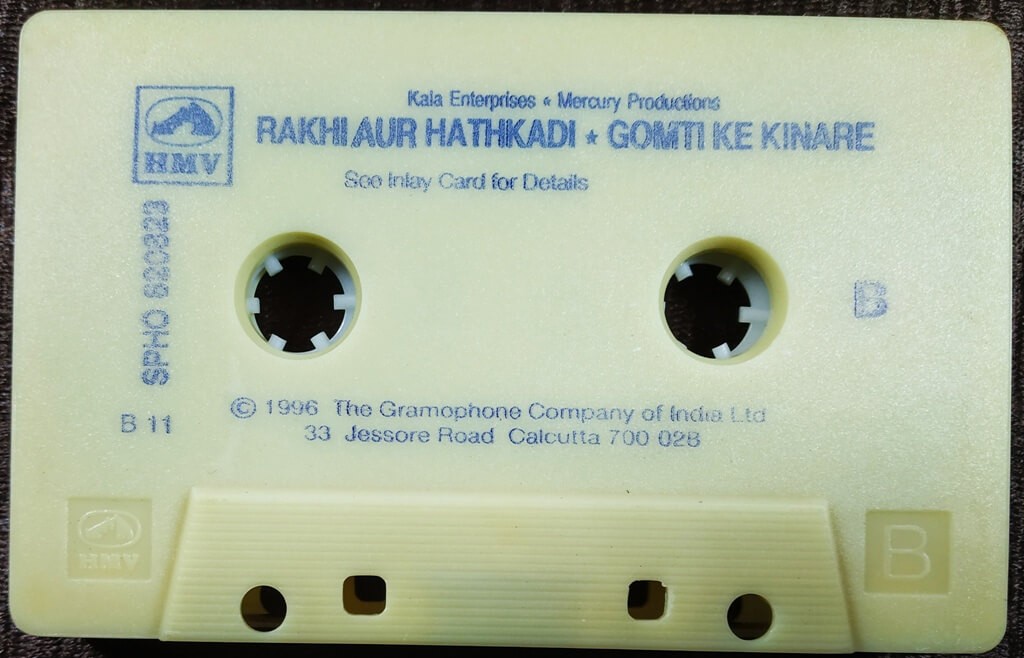 Kala Enterprises * Mercury Productions
RAKHI AUR HATHKADI ★ GOMTI KE KINARE
HMV
See Inlay Card for Details
SPHO 620323
B
© 1996 The Gramophone Company of India Ltd
33 Jessore Road Calcutta 700 028
B 11
HMV
B